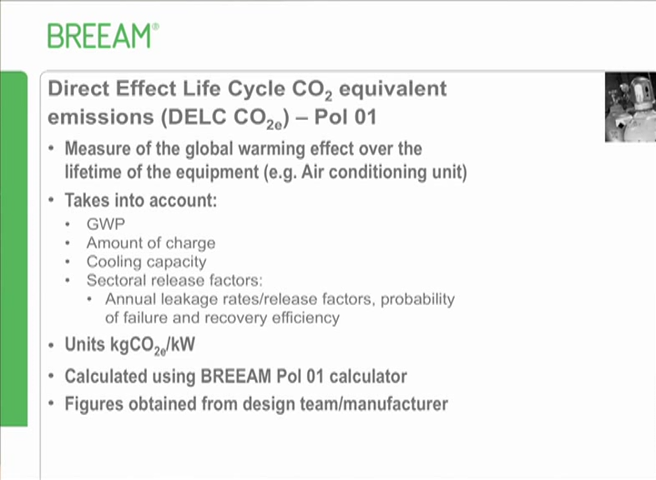 BREEAM®
Direct Effect Life Cycle CO₂ equivalent
emissions (DELC CO₂ₑ) – Pol 01
• Measure of the global warming effect over the
lifetime of the equipment (e.g. Air conditioning unit)
• Takes into account:
• GWP
• Amount of charge
• Cooling capacity
• Sectoral release factors:
• Annual leakage rates/release factors, probability
of failure and recovery efficiency
• Units kgCO₂ₑ/kW
• Calculated using BREEAM Pol 01 calculator
• Figures obtained from design team/manufacturer